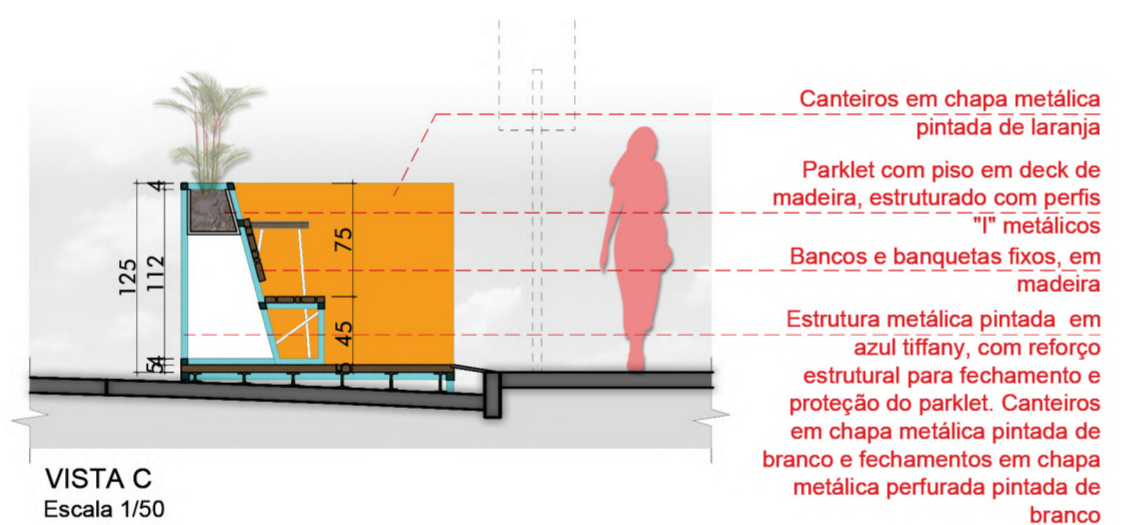 Canteiros em chapa metálica
pintada de laranja
Parklet com piso em deck de
madeira, estruturado com perfis
"I" metálicos
Bancos e banquetas fixos, em
madeira
Estrutura metálica pintada em
azul tiffany, com reforço
estrutural para fechamento e
proteção do parklet. Canteiros
em chapa metálica pintada de
branco e fechamentos em chapa
metálica perfurada pintada de
branco
125
4
112
4
5
75
45
5
VISTA C
Escala 1/50